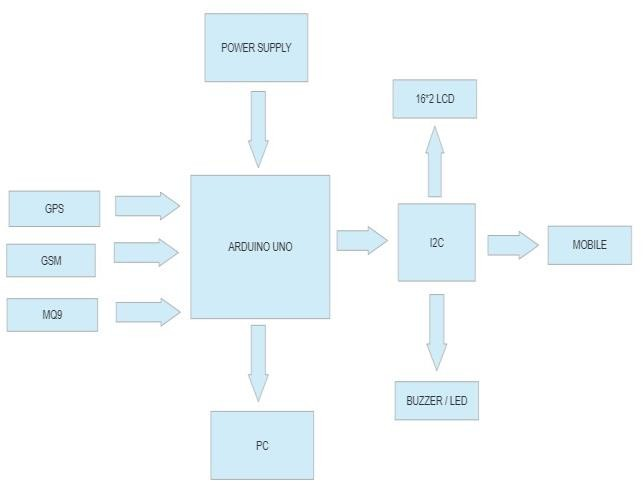 POWER SUPPLY
16*2 LCD
GPS
GSM
MQ9
ARDUINO UNO
I2C
MOBILE
BUZZER / LED
PC